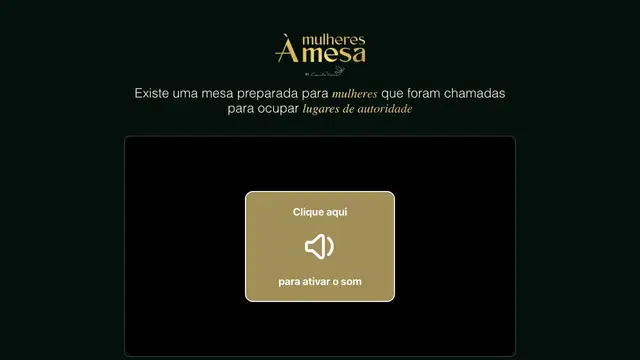 mulheres
À mesa
Existe uma mesa preparada para mulheres que foram chamadas
para ocupar lugares de autoridade
Clique aqui
para ativar o som